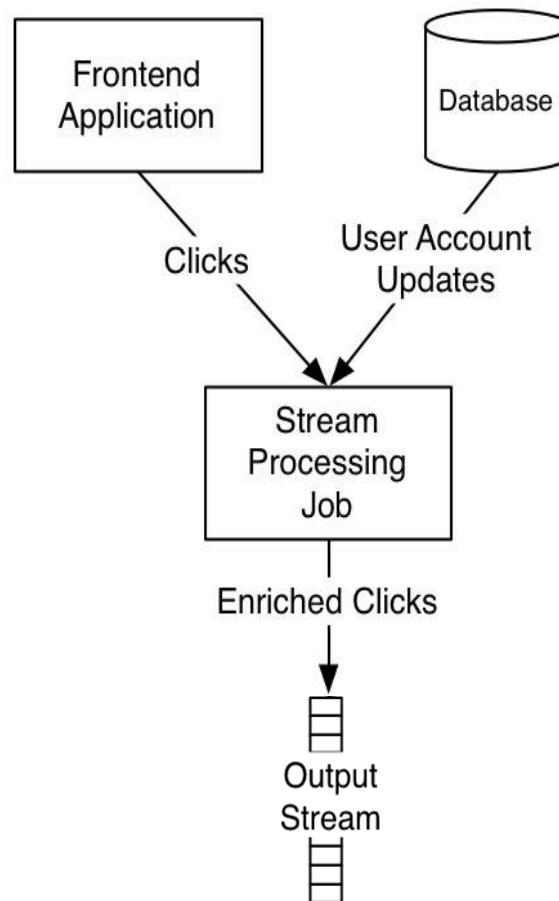 Frontend
Application
Database
Clicks
User Account
Updates
Stream
Processing
Job
Enriched Clicks
Output
Stream